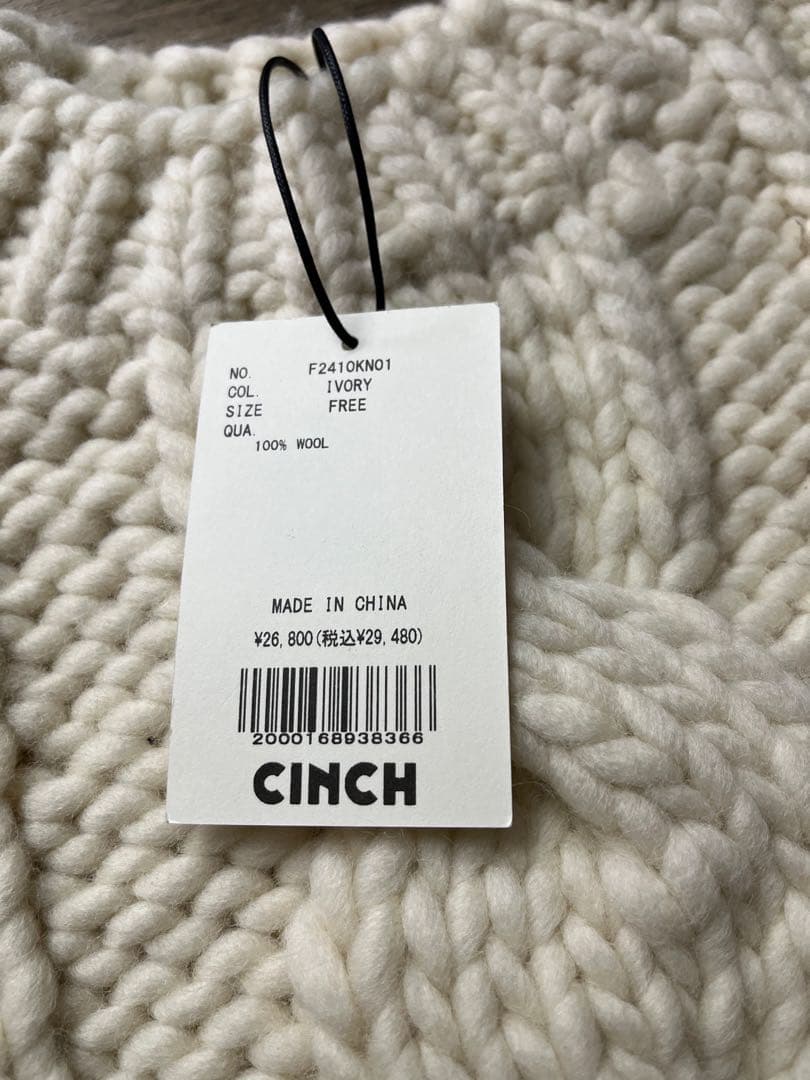 NO. F2410KN01
COL. IVORY
SIZE FREE
QUA.
100% WOOL
MADE IN CHINA
¥26,800(税込¥29,480)
2000168938366
CINCH